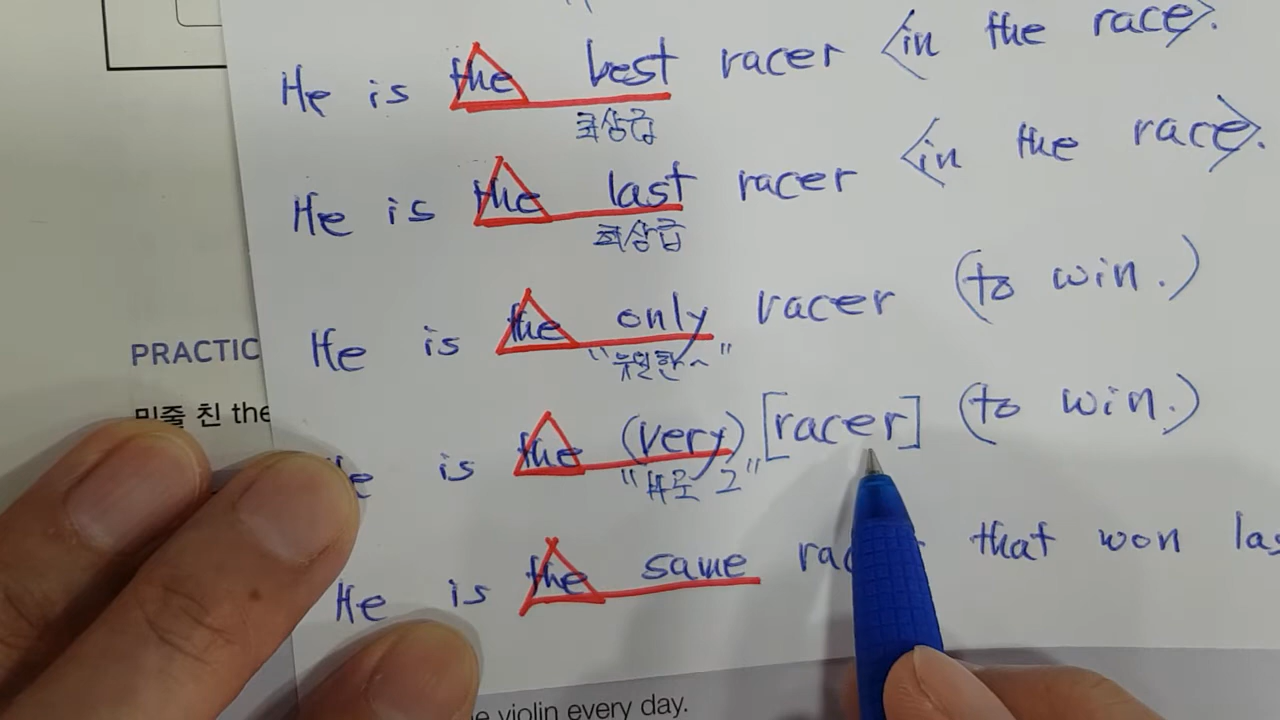 He is the best racer <in the race>.
최상급
He is the last racer <in the race>.
최상급
He is the only racer (to win.)
"유일한~"
PRACTIC
밑줄 친 the
He is the (very) [racer] (to win.)
"바로 그"
He is the same that won
e violin every day.